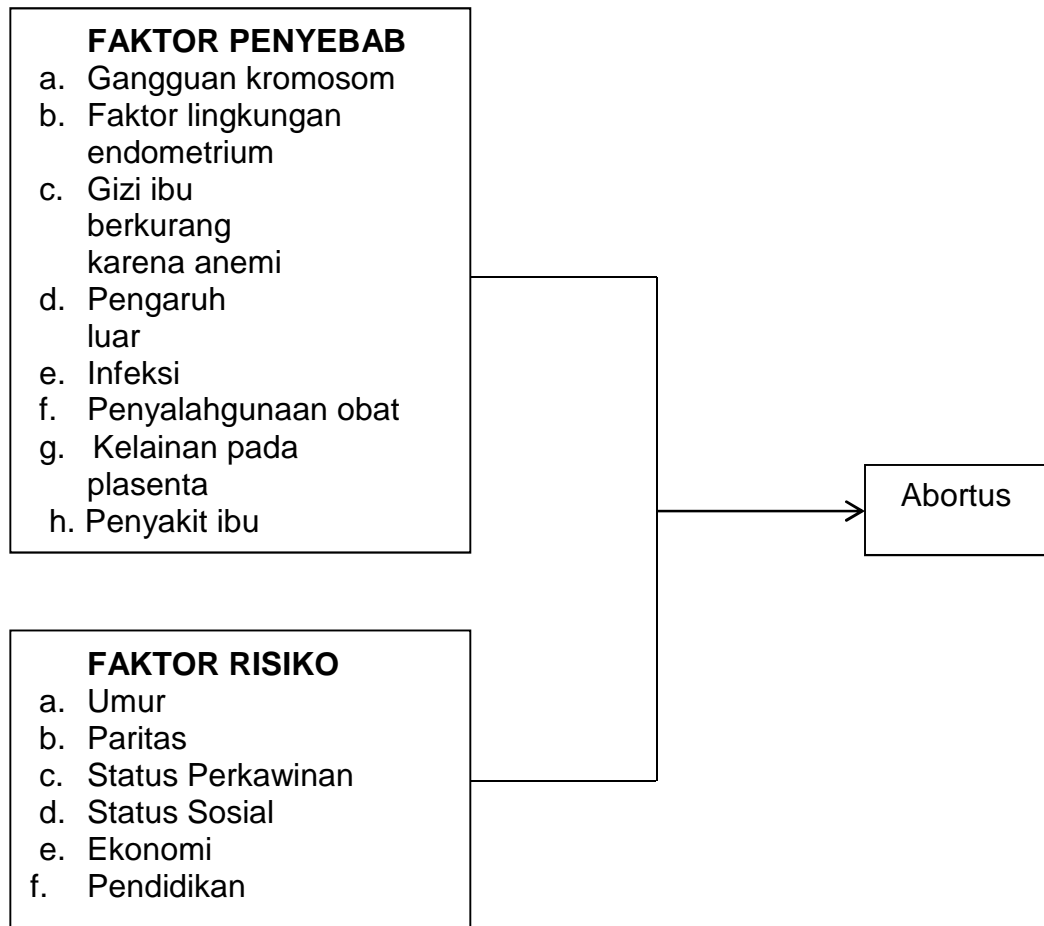 FAKTOR PENYEBAB
a. Gangguan kromosom
b. Faktor lingkungan
endometrium
c. Gizi ibu
berkurang
karena anemi
d. Pengaruh
luar
e. Infeksi
f. Penyalahgunaan obat
g. Kelainan pada
plasenta
h. Penyakit ibu
Abortus
FAKTOR RISIKO
a. Umur
b. Paritas
c. Status Perkawinan
d. Status Sosial
e. Ekonomi
f. Pendidikan